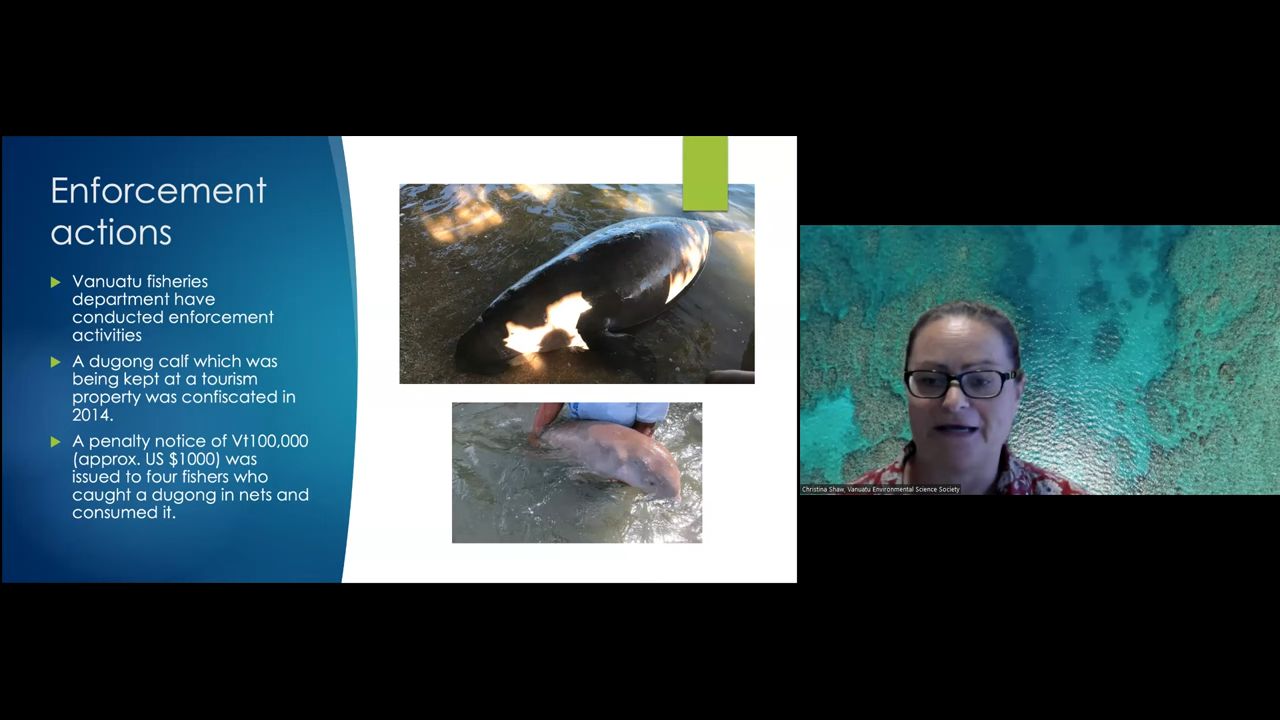 Enforcement
actions
Vanuatu fisheries
department have
conducted enforcement
activities
A dugong calf which was
being kept at a tourism
property was confiscated in
2014.
A penalty notice of Vt100,000
(approx. US $1000) was
issued to four fishers who
caught a dugong in nets and
consumed it.
Christina Shaw, Vanuatu Environmental Science Society